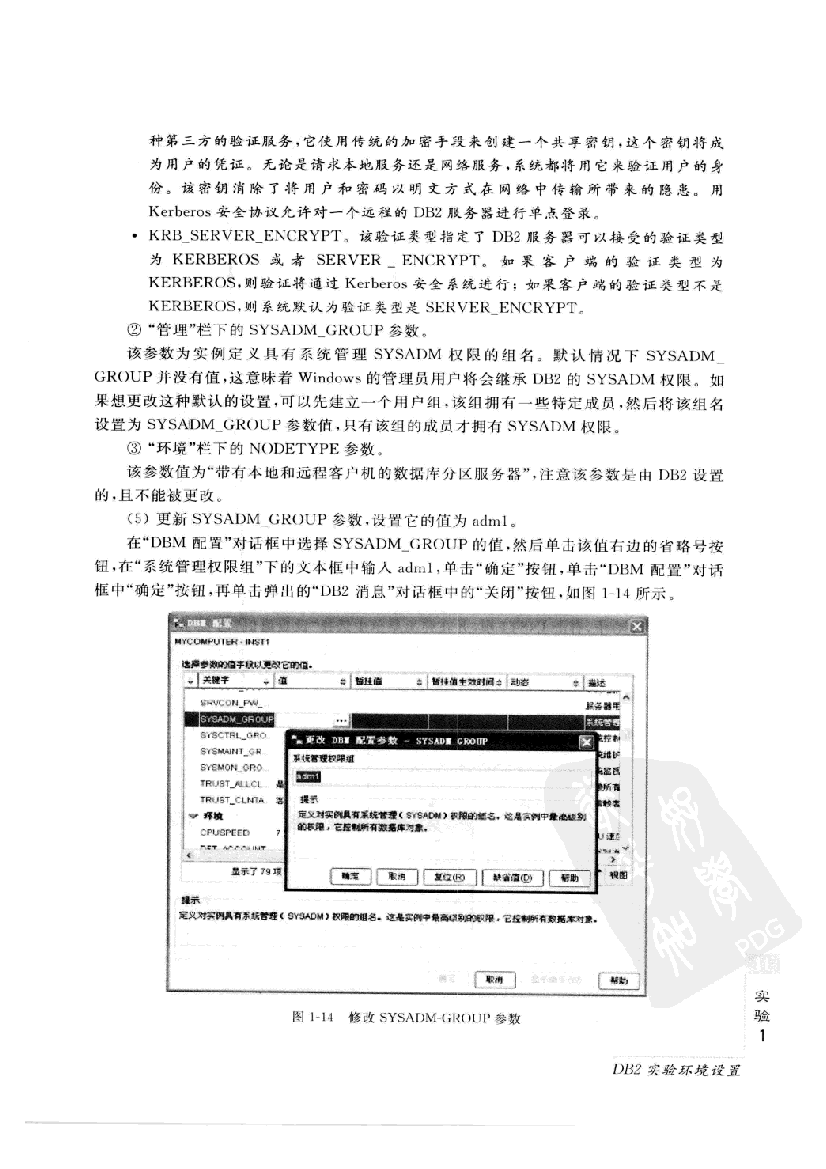 种第三方的验证服务,它使用传统的加密手段来创建一个共享密钥,这个密钥将成
为用户的凭证。无论是请求本地服务还是网络服务,系统都将用它来验证用户的身
份。该密钥消除了将用户和密码以明文方式在网络中传输所带来的隐患。用
Kerberos 安全协议允许对一个远程的 DB2 服务器进行单点登录。
• KRB_SERVER_ENCRYPT。该验证类型指定了 DB2 服务器可以接受的验证类型
为 KERBEROS 或者 SERVER _ ENCRYPT。如果客户端的验证类型为
KERBEROS,则验证将通过 Kerberos 安全系统进行;如果客户端的验证类型不是
KERBEROS,则系统默认为验证类型是 SERVER_ENCRYPT。
② “管理”栏下的 SYSADM_GROUP 参数。
该参数为实例定义具有系统管理 SYSADM 权限的组名。默认情况下 SYSADM_
GROUP 并没有值,这意味着 Windows 的管理员用户将会继承 DB2 的 SYSADM 权限。如
果想更改这种默认的设置,可以先建立一个用户组,该组拥有一些特定成员,然后将该组名
设置为 SYSADM_GROUP 参数值,只有该组的成员才拥有 SYSADM 权限。
③ “环境”栏下的 NODETYPE 参数。
该参数值为“带有本地和远程客户机的数据库分区服务器”,注意该参数是由 DB2 设置
的,且不能被更改。
(5) 更新 SYSADM_GROUP 参数,设置它的值为 adm1。
在“DBM 配置”对话框中选择 SYSADM_GROUP 的值,然后单击该值右边的省略号按
钮,在“系统管理权限组”下的文本框中输入 adm1,单击“确定”按钮,单击“DBM 配置”对话
框中“确定”按钮,再单击弹出的“DB2 消息”对话框中的“关闭”按钮,如图 1-14 所示。
DBM 配置
MYCOMPUTER - INST1
选择参数的值字段以更改它的值。
关键字 值 暂挂值 暂挂值生效时间 动态 描述
SRVCON_PW_ 服务器用
SYSADM_GROUP ... 系统管理
SYSCTRL_GRO
SYSMAINT_GR
SYSMON_GRO
TRUST_ALLCL
TRUST_CLNTA
环境
CPUSPEED 7
显示了 79 项
视图
更改 DBM 配置参数 - SYSADM GROUP
系统管理权限组
adm1
提示
定义对实例具有系统管理(SYSADM)权限的组名。这是实例中最高级别
的权限,它控制所有数据库对象。
确定 取消 复位(R) 缺省值(D) 帮助
提示
定义对实例具有系统管理(SYSADM)权限的组名。这是实例中最高级别的权限,它控制所有数据库对象。
取消 帮助
图 1-14 修改 SYSADM-GROUP 参数
PDG
实
验
1
DB2 实验环境设置